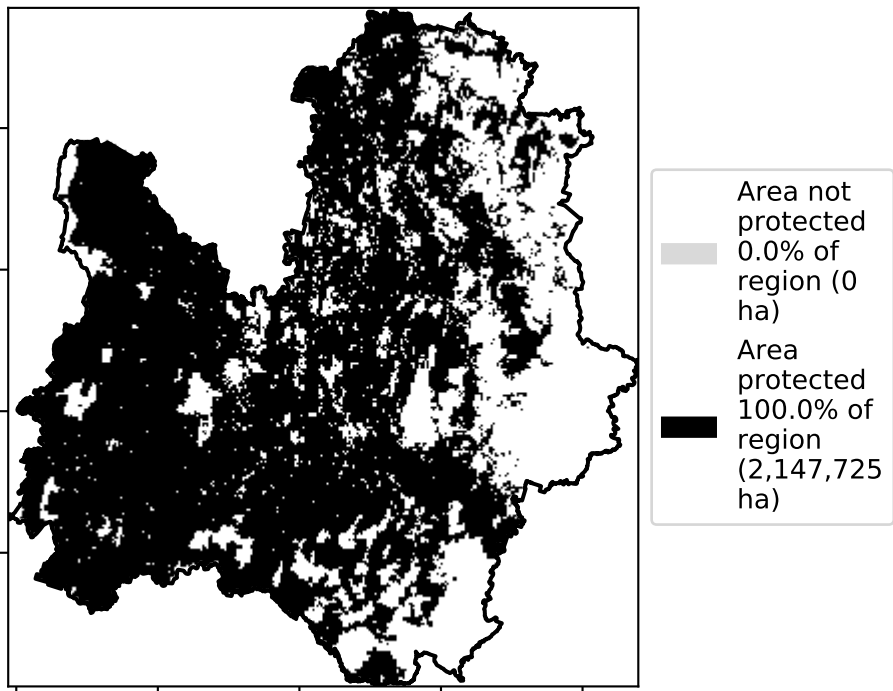 Area not
protected
0.0% of
region (0
ha)
Area
protected
100.0% of
region
(2,147,725
ha)